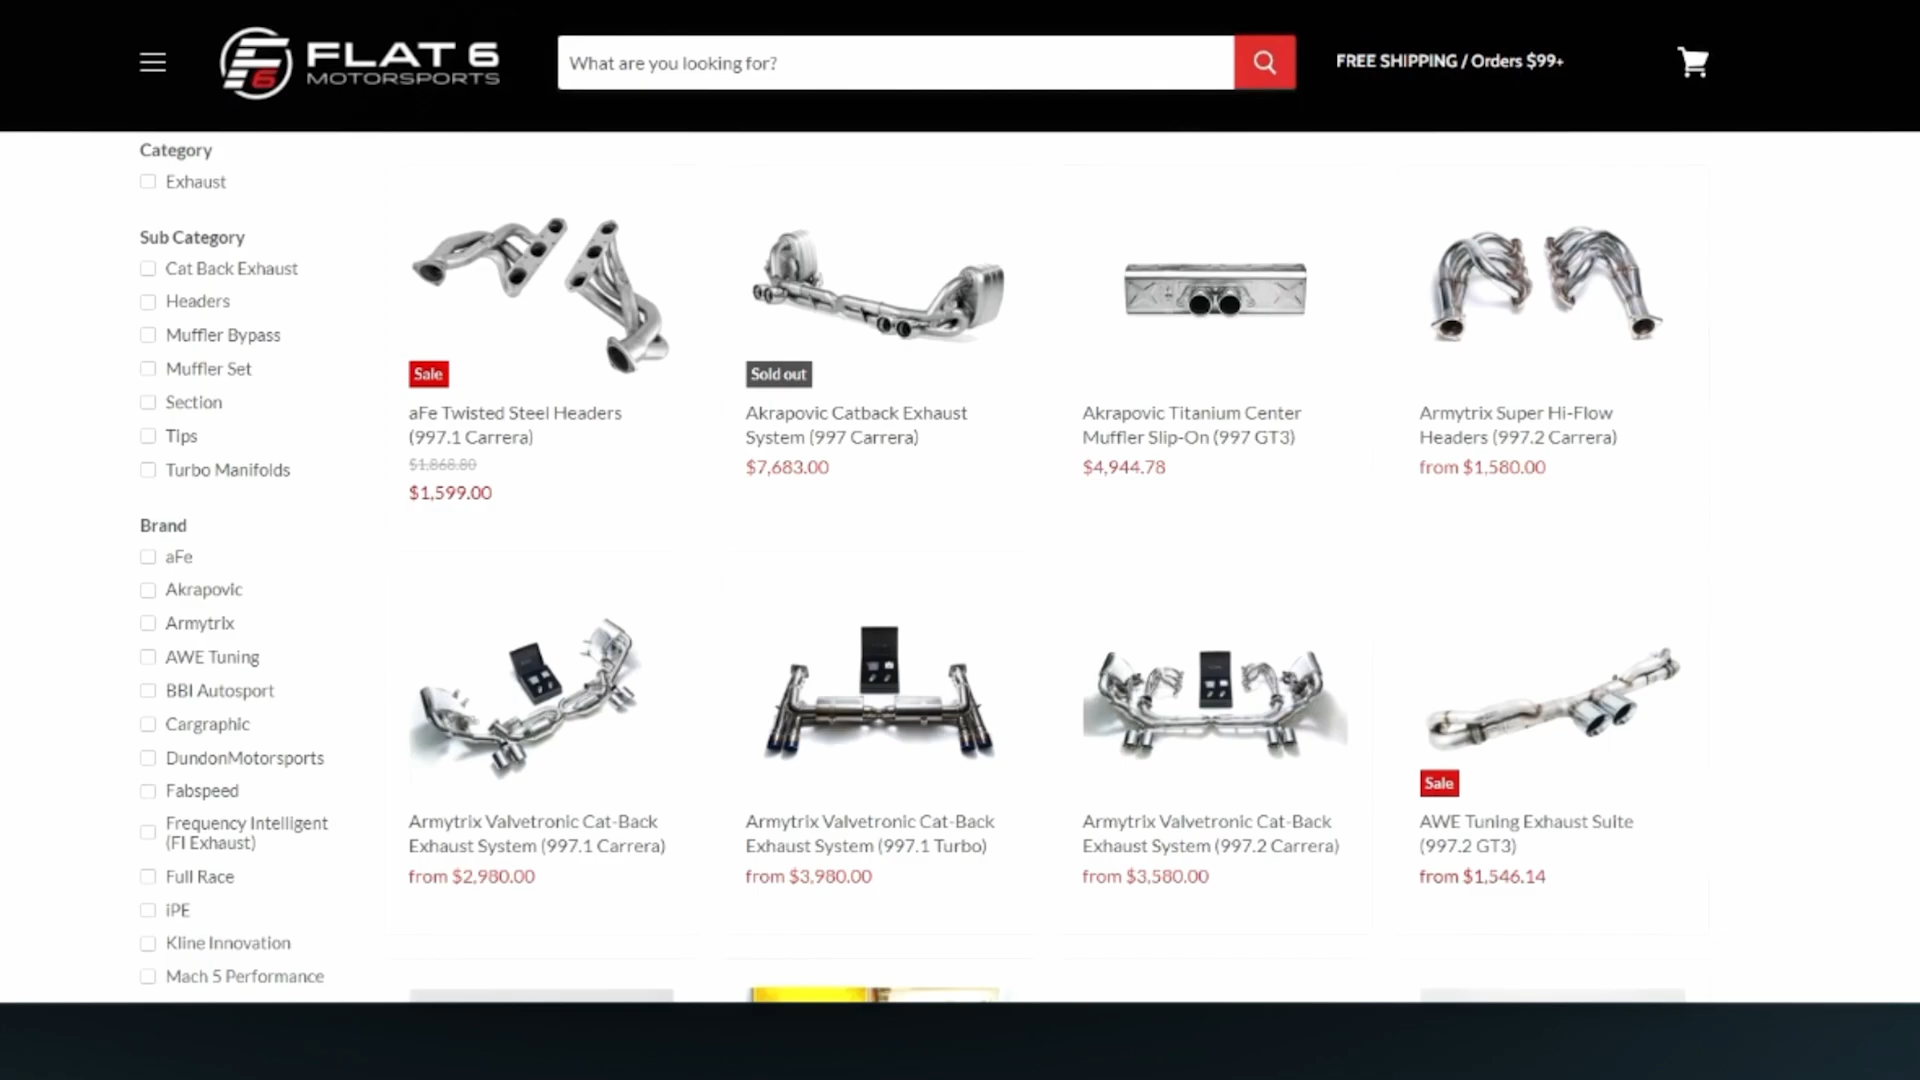 FLAT 6
MOTORSPORTS
What are you looking for?
FREE SHIPPING / Orders $99+
Category
Exhaust
Sub Category
Cat Back Exhaust
Headers
Muffler Bypass
Muffler Set
Section
Tips
Turbo Manifolds
Brand
aFe
Akrapovic
Armytrix
AWE Tuning
BBI Autosport
Cargraphic
DundonMotorsports
Fabspeed
Frequency Intelligent
(FI Exhaust)
Full Race
iPE
Kline Innovation
Mach 5 Performance
Sale
aFe Twisted Steel Headers
(997.1 Carrera)
$1,868.80
$1,599.00
Sold out
Akrapovic Catback Exhaust
System (997 Carrera)
$7,683.00
Akrapovic Titanium Center
Muffler Slip-On (997 GT3)
$4,944.78
Armytrix Super Hi-Flow
Headers (997.2 Carrera)
from $1,580.00
Armytrix Valvetronic Cat-Back
Exhaust System (997.1 Carrera)
from $2,980.00
Armytrix Valvetronic Cat-Back
Exhaust System (997.1 Turbo)
from $3,980.00
Armytrix Valvetronic Cat-Back
Exhaust System (997.2 Carrera)
from $3,580.00
Sale
AWE Tuning Exhaust Suite
(997.2 GT3)
from $1,546.14